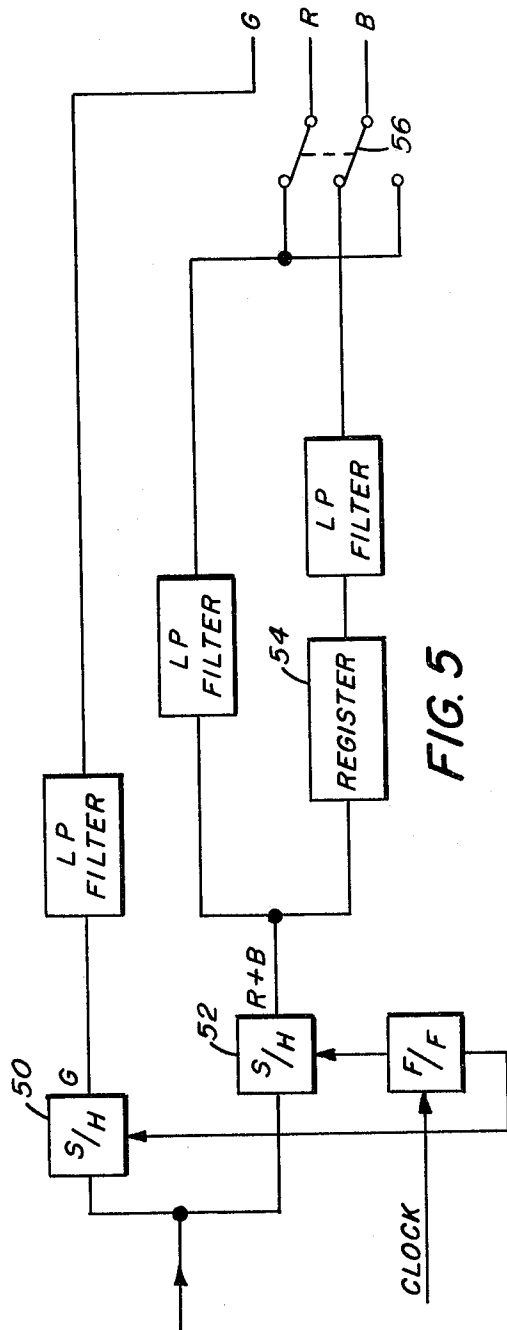 50
G
S/H
LP
FILTER
G
52
R+B
S/H
LP
FILTER
R
B
56
54
REGISTER
LP
FILTER
F/F
CLOCK
FIG. 5